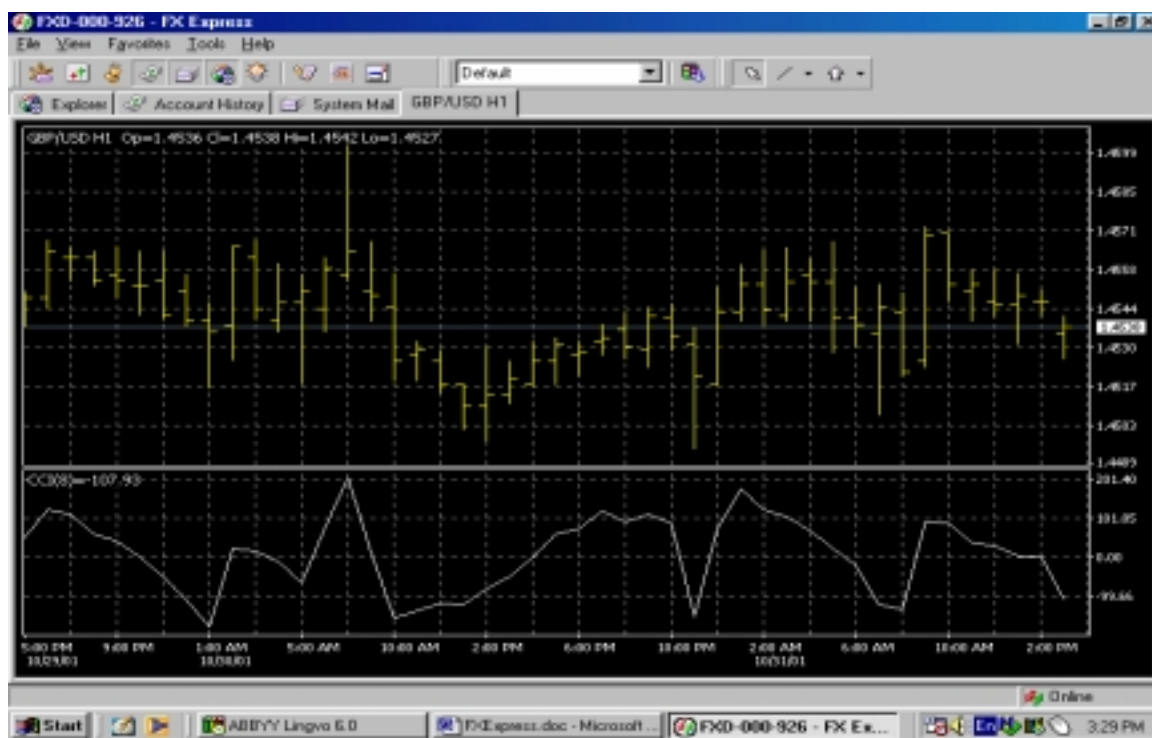 FXD-000-926 - FX Express
File View Favorites Tools Help
Default
Explorer Account History System Mail GBP/USD H1
GBP/USD H1 Op=1.4536 Cl=1.4538 Hi=1.4542 Lo=1.4527
1.4599
1.4585
1.4571
1.4558
1.4544
1.4538
1.4530
1.4517
1.4503
1.4489
CCI(8)=-107.93
201.40
101.05
0.00
-99.66
5:00 PM 9:00 PM 1:00 AM 5:00 AM 10:00 AM 2:00 PM 6:00 PM 10:00 PM 2:00 AM 6:00 AM 10:00 AM 2:00 PM
10/29/01 10/30/01 10/31/01
Online
Start ABBYY Lingvo 6.0 FXExpress.doc - Microsoft ... FXD-000-926 - FX Ex... En 3:29 PM